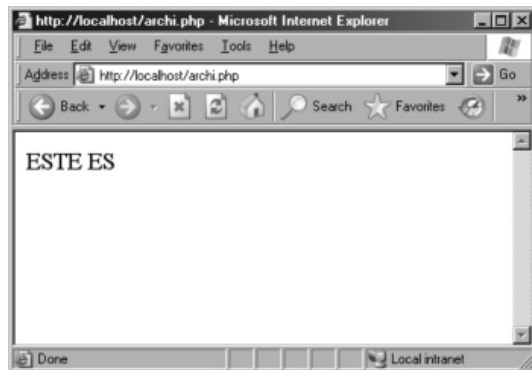 http://localhost/archi.php - Microsoft Internet Explorer
File Edit View Favorites Tools Help
Address http://localhost/archi.php Go
Back Search Favorites »
ESTE ES
Done Local intranet